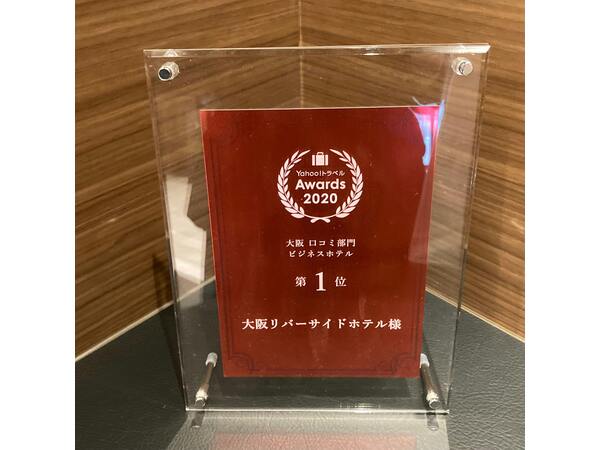 Yahoo!トラベル
Awards
2020
大阪 口コミ部門
ビジネスホテル
第 1 位
大阪リバーサイドホテル様